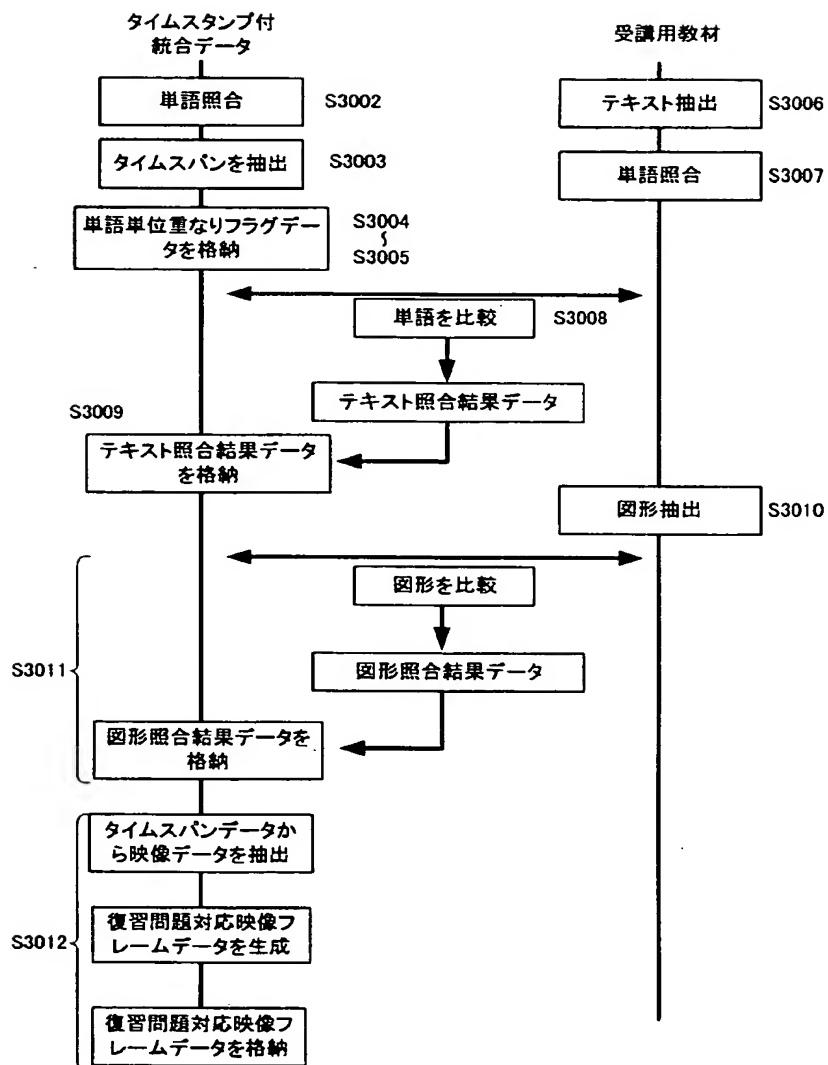 タイムスタンプ付
統合データ
受講用教材
単語照合
S3002
テキスト抽出
S3006
タイムスパンを抽出
S3003
単語照合
S3007
単語単位重なりフラグデー
タを格納
S3004
~
S3005
単語を比較
S3008
テキスト照合結果データ
S3009
テキスト照合結果データ
を格納
図形抽出
S3010
図形を比較
S3011
図形照合結果データ
図形照合結果データを
格納
タイムスパンデータか
ら映像データを抽出
S3012
復習問題対応映像フ
レームデータを生成
復習問題対応映像フ
レームデータを格納